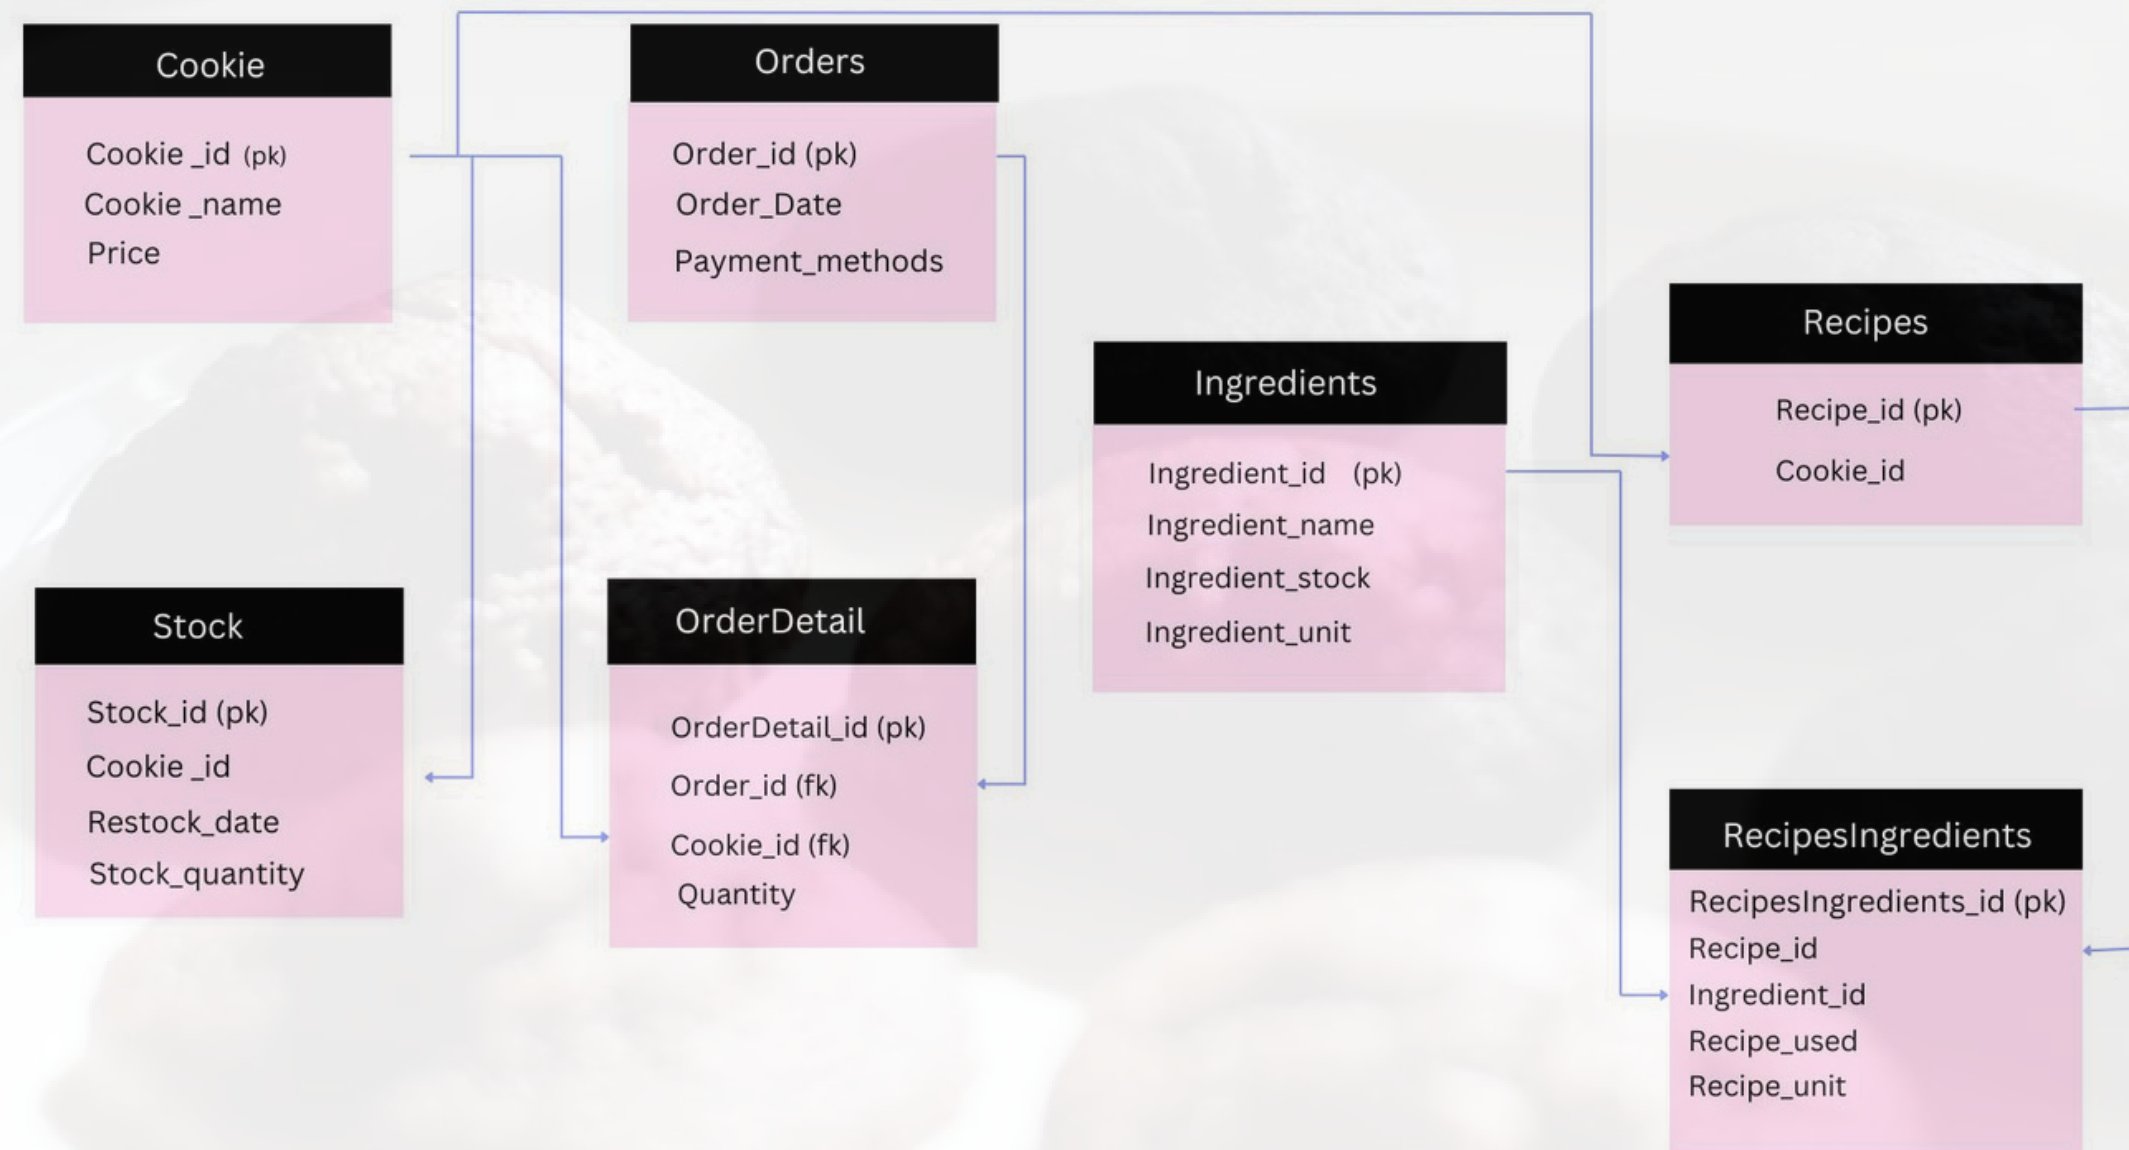 Cookie
Cookie _id (pk)
Cookie _name
Price
Orders
Order_id (pk)
Order_Date
Payment_methods
Ingredients
Ingredient_id (pk)
Ingredient_name
Ingredient_stock
Ingredient_unit
Recipes
Recipe_id (pk)
Cookie_id
Stock
Stock_id (pk)
Cookie _id
Restock_date
Stock_quantity
OrderDetail
OrderDetail_id (pk)
Order_id (fk)
Cookie_id (fk)
Quantity
RecipesIngredients
RecipesIngredients_id (pk)
Recipe_id
Ingredient_id
Recipe_used
Recipe_unit